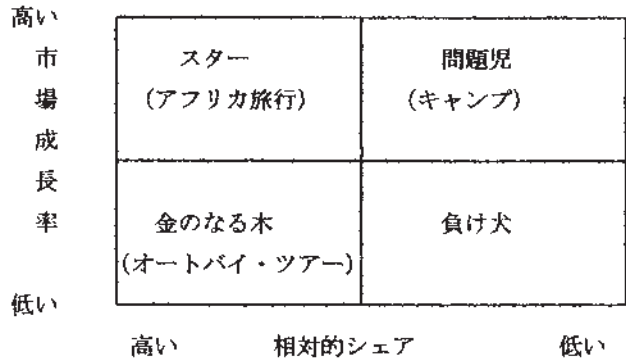 高い
市場成長率
低い
スター
(アフリカ旅行)
問題児
(キャンプ)
金のなる木
(オートバイ・ツアー)
負け犬
高い 相対的シェア 低い